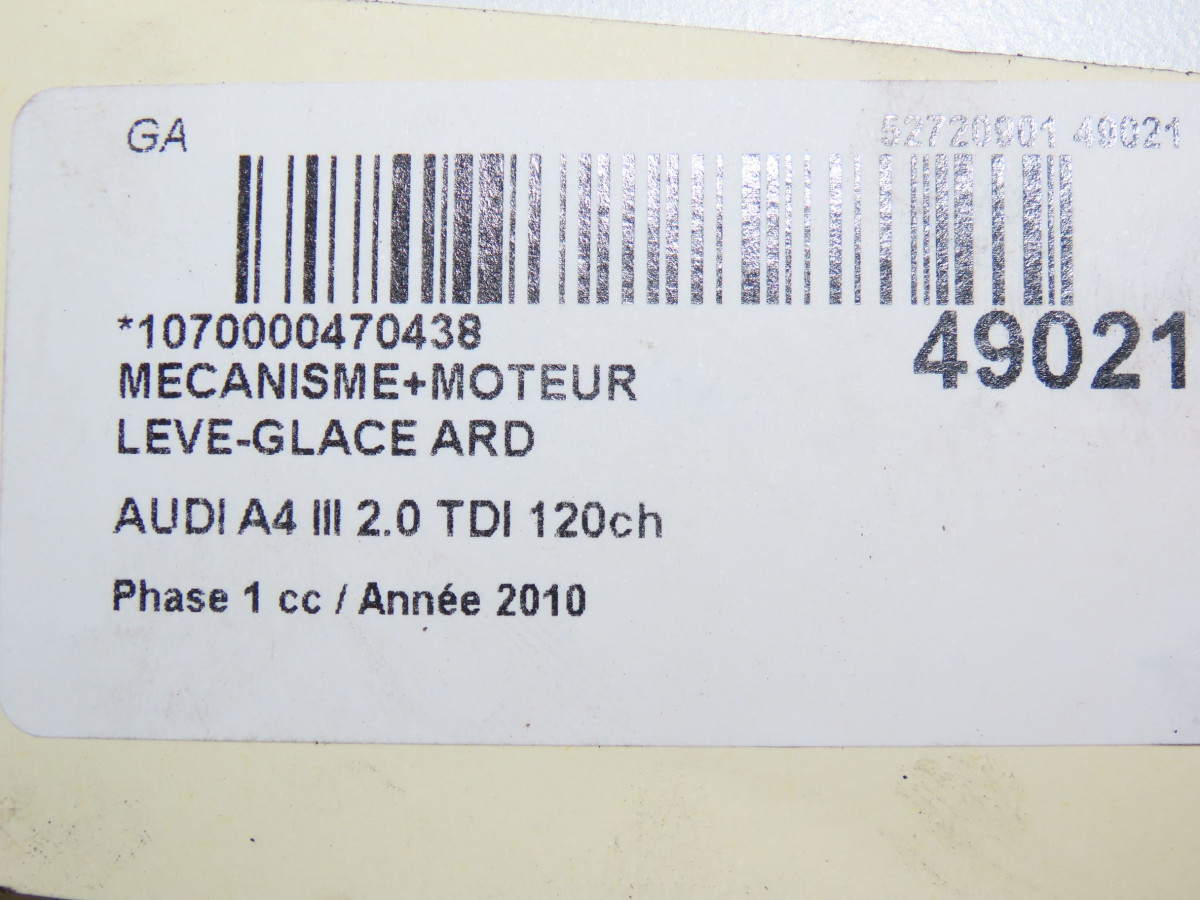 GA
52720901 49021
*1070000470438
49021
MECANISME+MOTEUR
LEVE-GLACE ARD
AUDI A4 III 2.0 TDI 120ch
Phase 1 cc / Année 2010